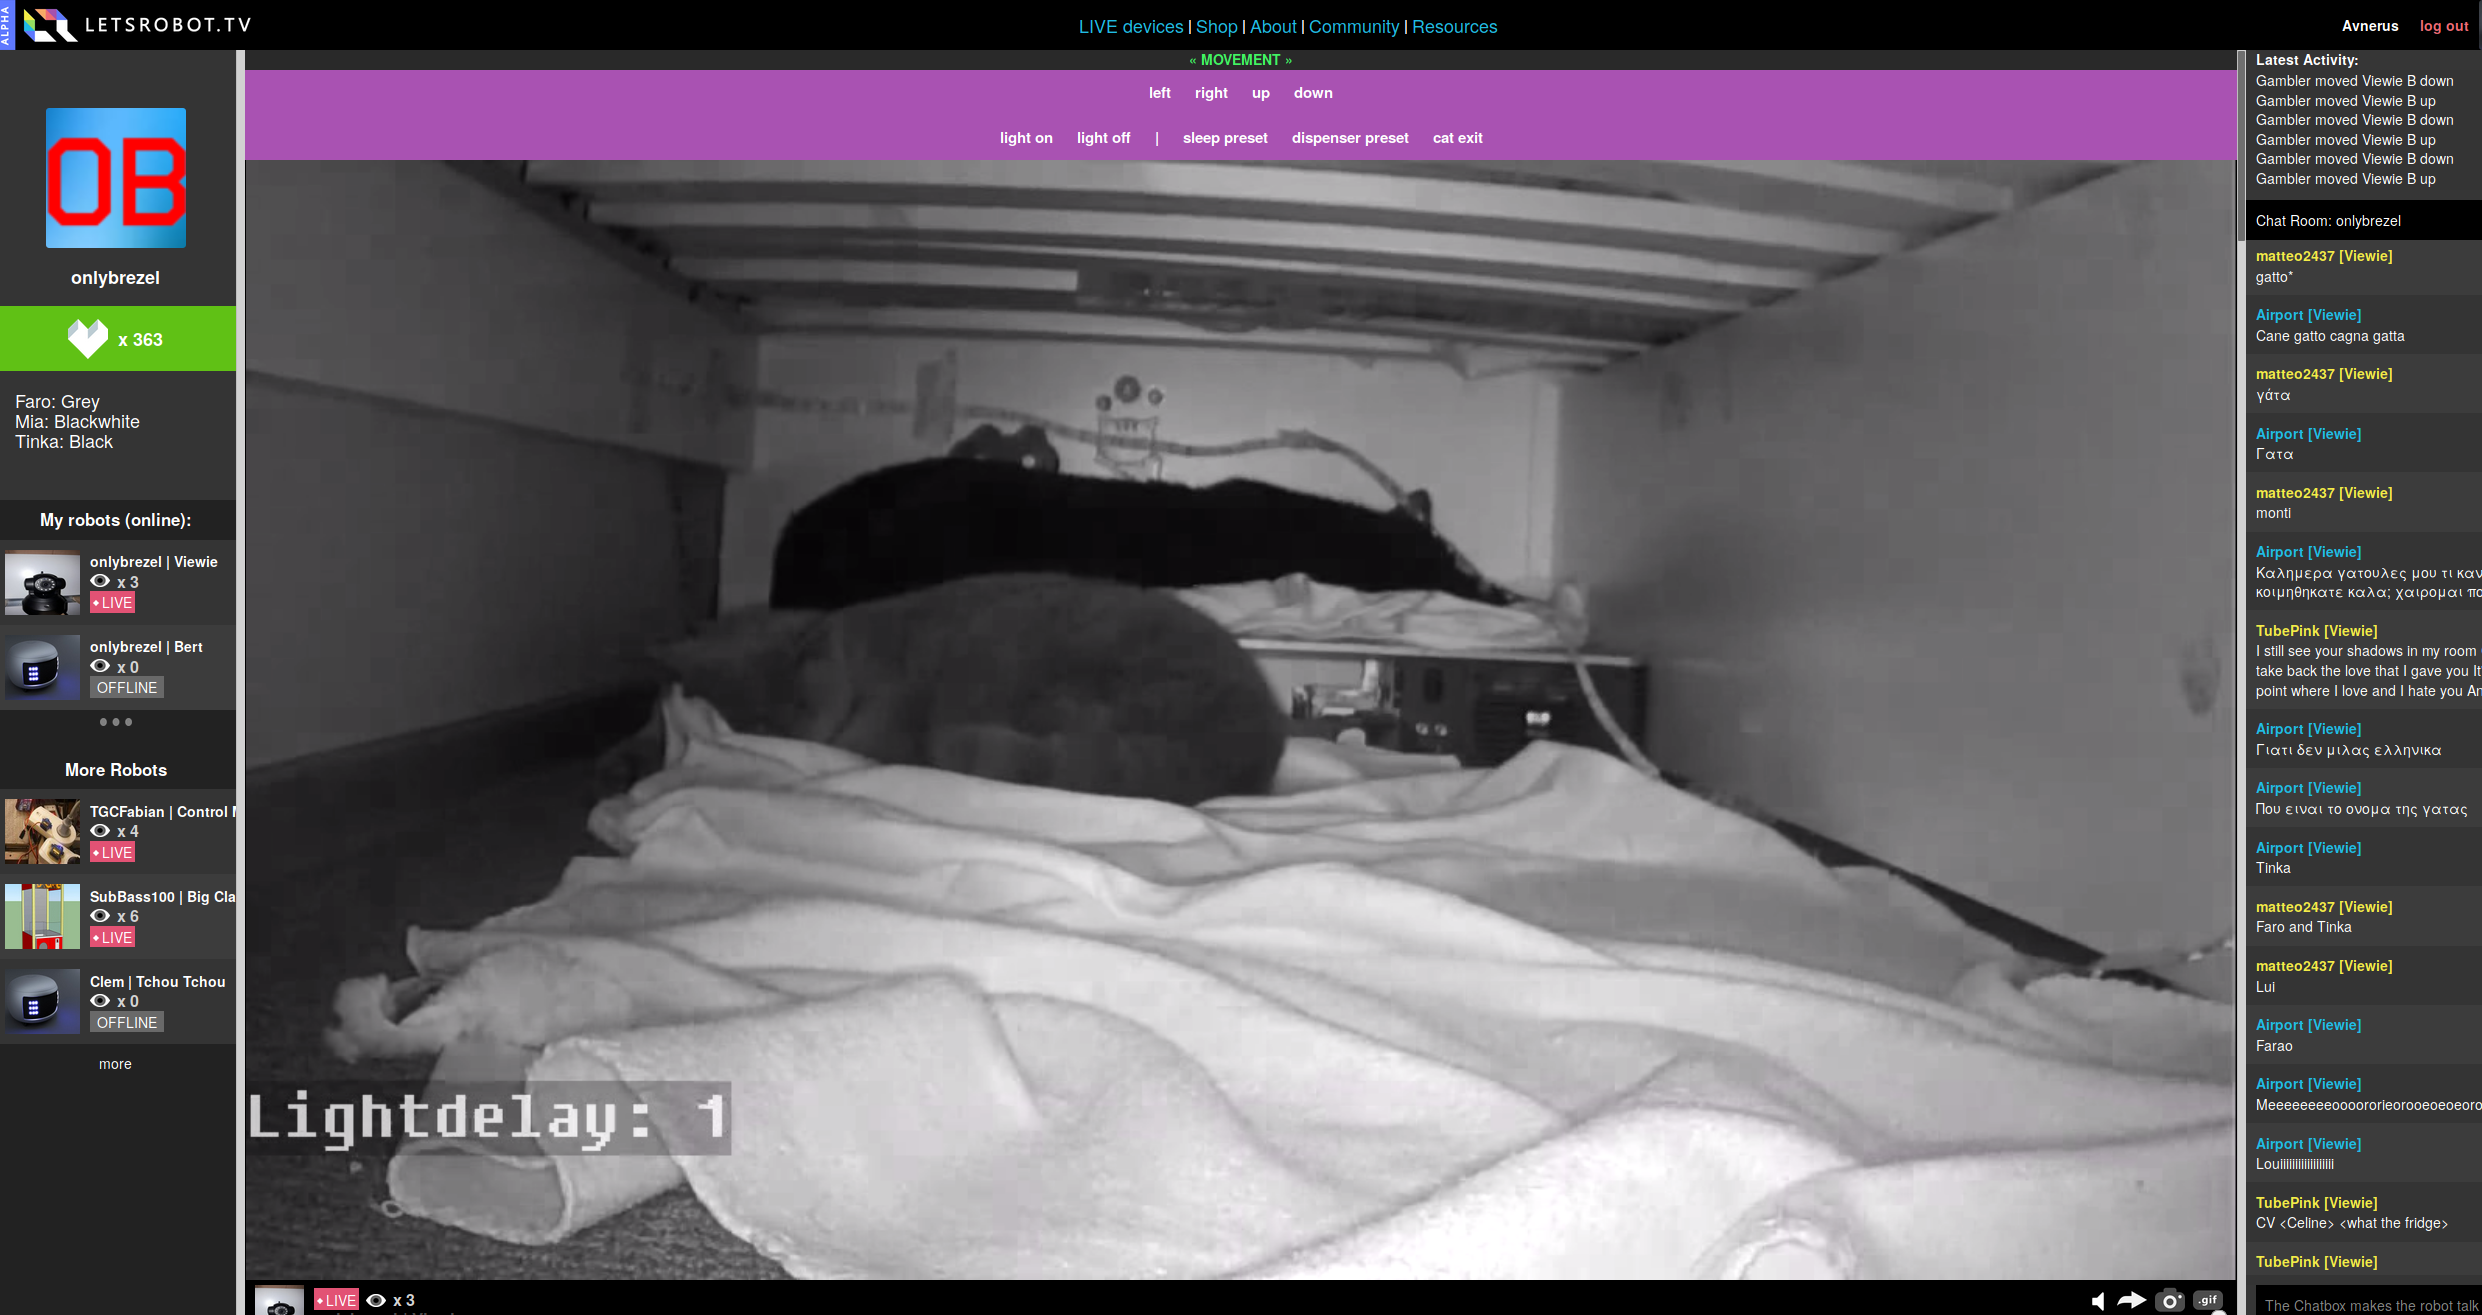 ALPHA
LETSROBOT.TV
LIVE devices | Shop | About | Community | Resources
Avnerus log out
OB
onlybrezel
x 363
Faro: Grey
Mia: Blackwhite
Tinka: Black
My robots (online):
onlybrezel | Viewie
x 3
LIVE
onlybrezel | Bert
x 0
OFFLINE
More Robots
TGCFabian | Control
x 4
LIVE
SubBass100 | Big Cla
x 6
LIVE
Clem | Tchou Tchou
x 0
OFFLINE
more
« MOVEMENT »
left right up down
light on light off | sleep preset dispenser preset cat exit
Lightdelay: 1
LIVE x 3
.gif
Latest Activity:
Gambler moved Viewie B down
Gambler moved Viewie B up
Gambler moved Viewie B down
Gambler moved Viewie B up
Gambler moved Viewie B down
Gambler moved Viewie B up
Chat Room: onlybrezel
matteo2437 [Viewie]
gatto*
Airport [Viewie]
Cane gatto cagna gatta
matteo2437 [Viewie]
γάτα
Airport [Viewie]
Γατα
matteo2437 [Viewie]
monti
Airport [Viewie]
Καλημερα γατουλες μου τι καν
κοιμηθηκατε καλα; χαιρομαι πο
TubePink [Viewie]
I still see your shadows in my room
take back the love that I gave you It
point where I love and I hate you An
Airport [Viewie]
Γιατι δεν μιλας ελληνικα
Airport [Viewie]
Που ειναι το ονομα της γατας
Airport [Viewie]
Tinka
matteo2437 [Viewie]
Faro and Tinka
matteo2437 [Viewie]
Lui
Airport [Viewie]
Farao
Airport [Viewie]
Meeeeeeeeoooororieorooeoeoeoro
Airport [Viewie]
Louiiiiiiiiiiiiiiiiiii
TubePink [Viewie]
CV <Celine> <what the fridge>
TubePink [Viewie]
The Chatbox makes the robot talk